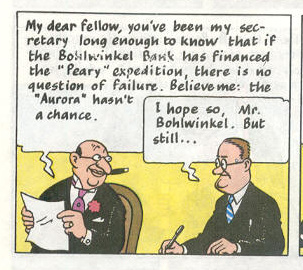 My dear fellow, you've been my sec-
retary long enough to know that if
the Bohlwinkel Bank has financed
the "Peary" expedition, there is no
question of failure. Believe me: the
"Aurora" hasn't
a chance.
I hope so, Mr.
Bohlwinkel. But
still...